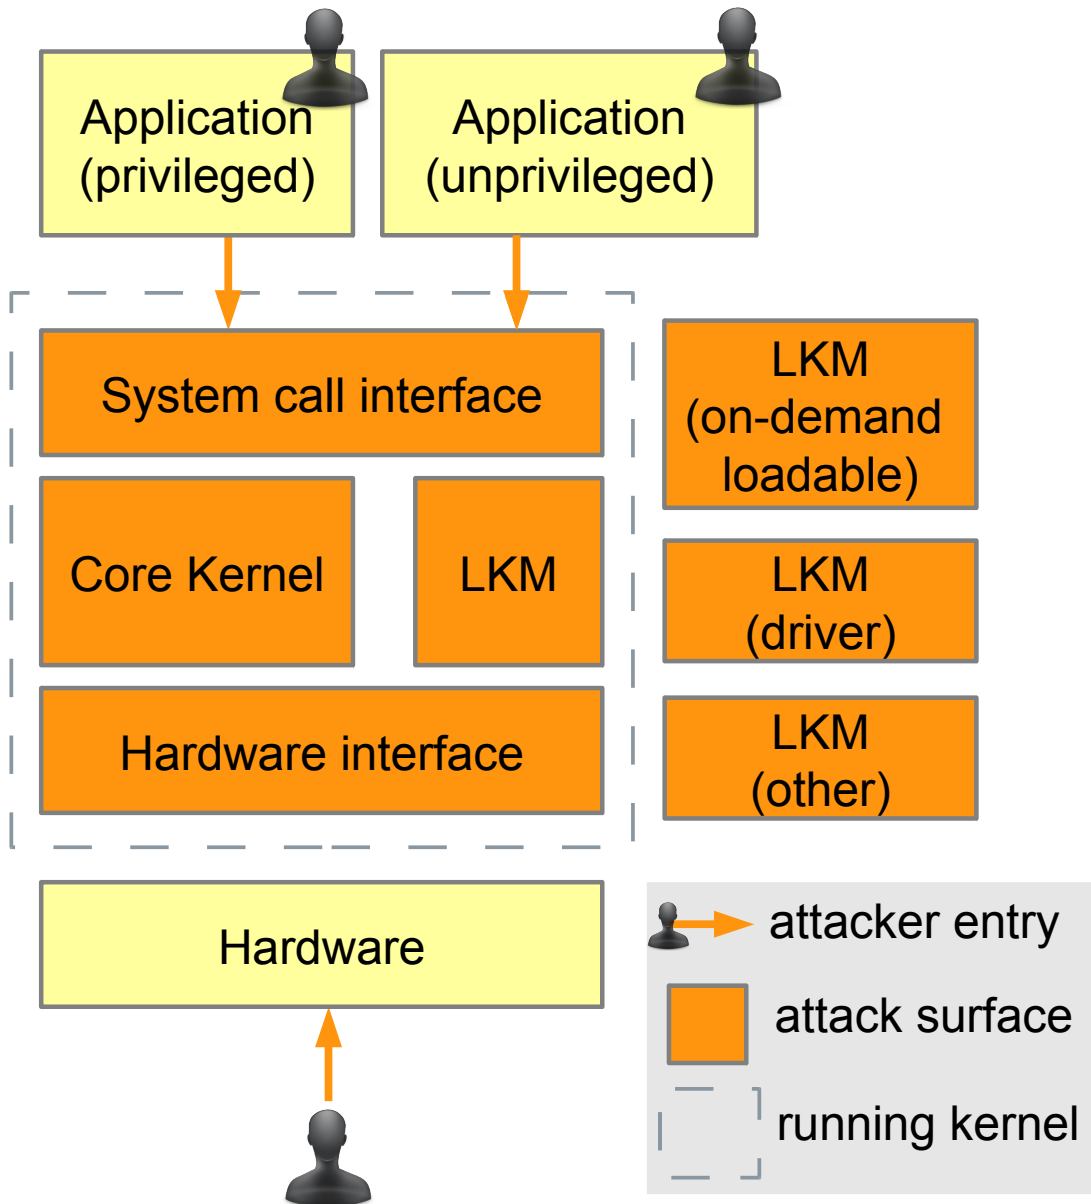 Application
(privileged)
Application
(unprivileged)
System call interface
LKM
(on-demand
loadable)
Core Kernel
LKM
LKM
(driver)
Hardware interface
LKM
(other)
Hardware
attacker entry
attack surface
running kernel